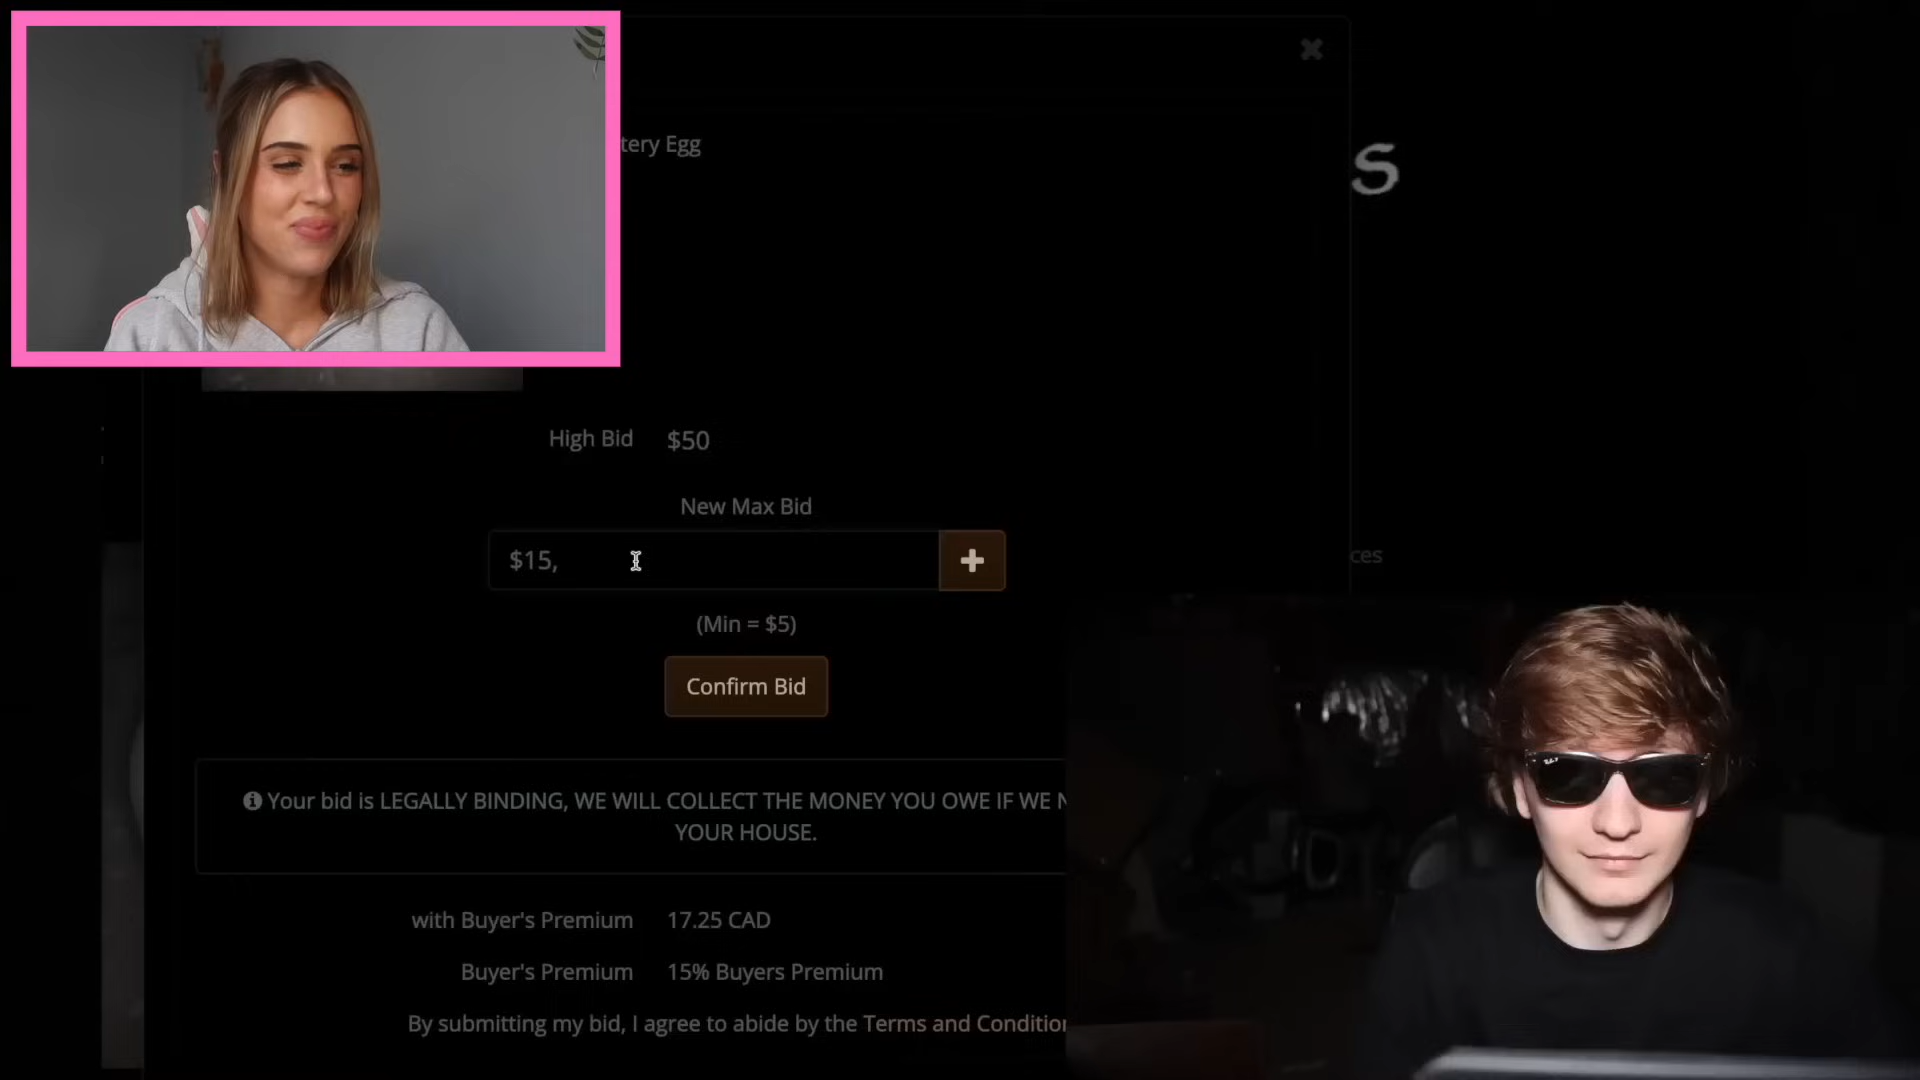 tery Egg
S
High Bid $50
New Max Bid
$15,
ces
(Min = $5)
Confirm Bid
Your bid is LEGALLY BINDING, WE WILL COLLECT THE MONEY YOU OWE IF WE
YOUR HOUSE.
with Buyer's Premium 17.25 CAD
Buyer's Premium 15% Buyers Premium
By submitting my bid, I agree to abide by the Terms and Condition